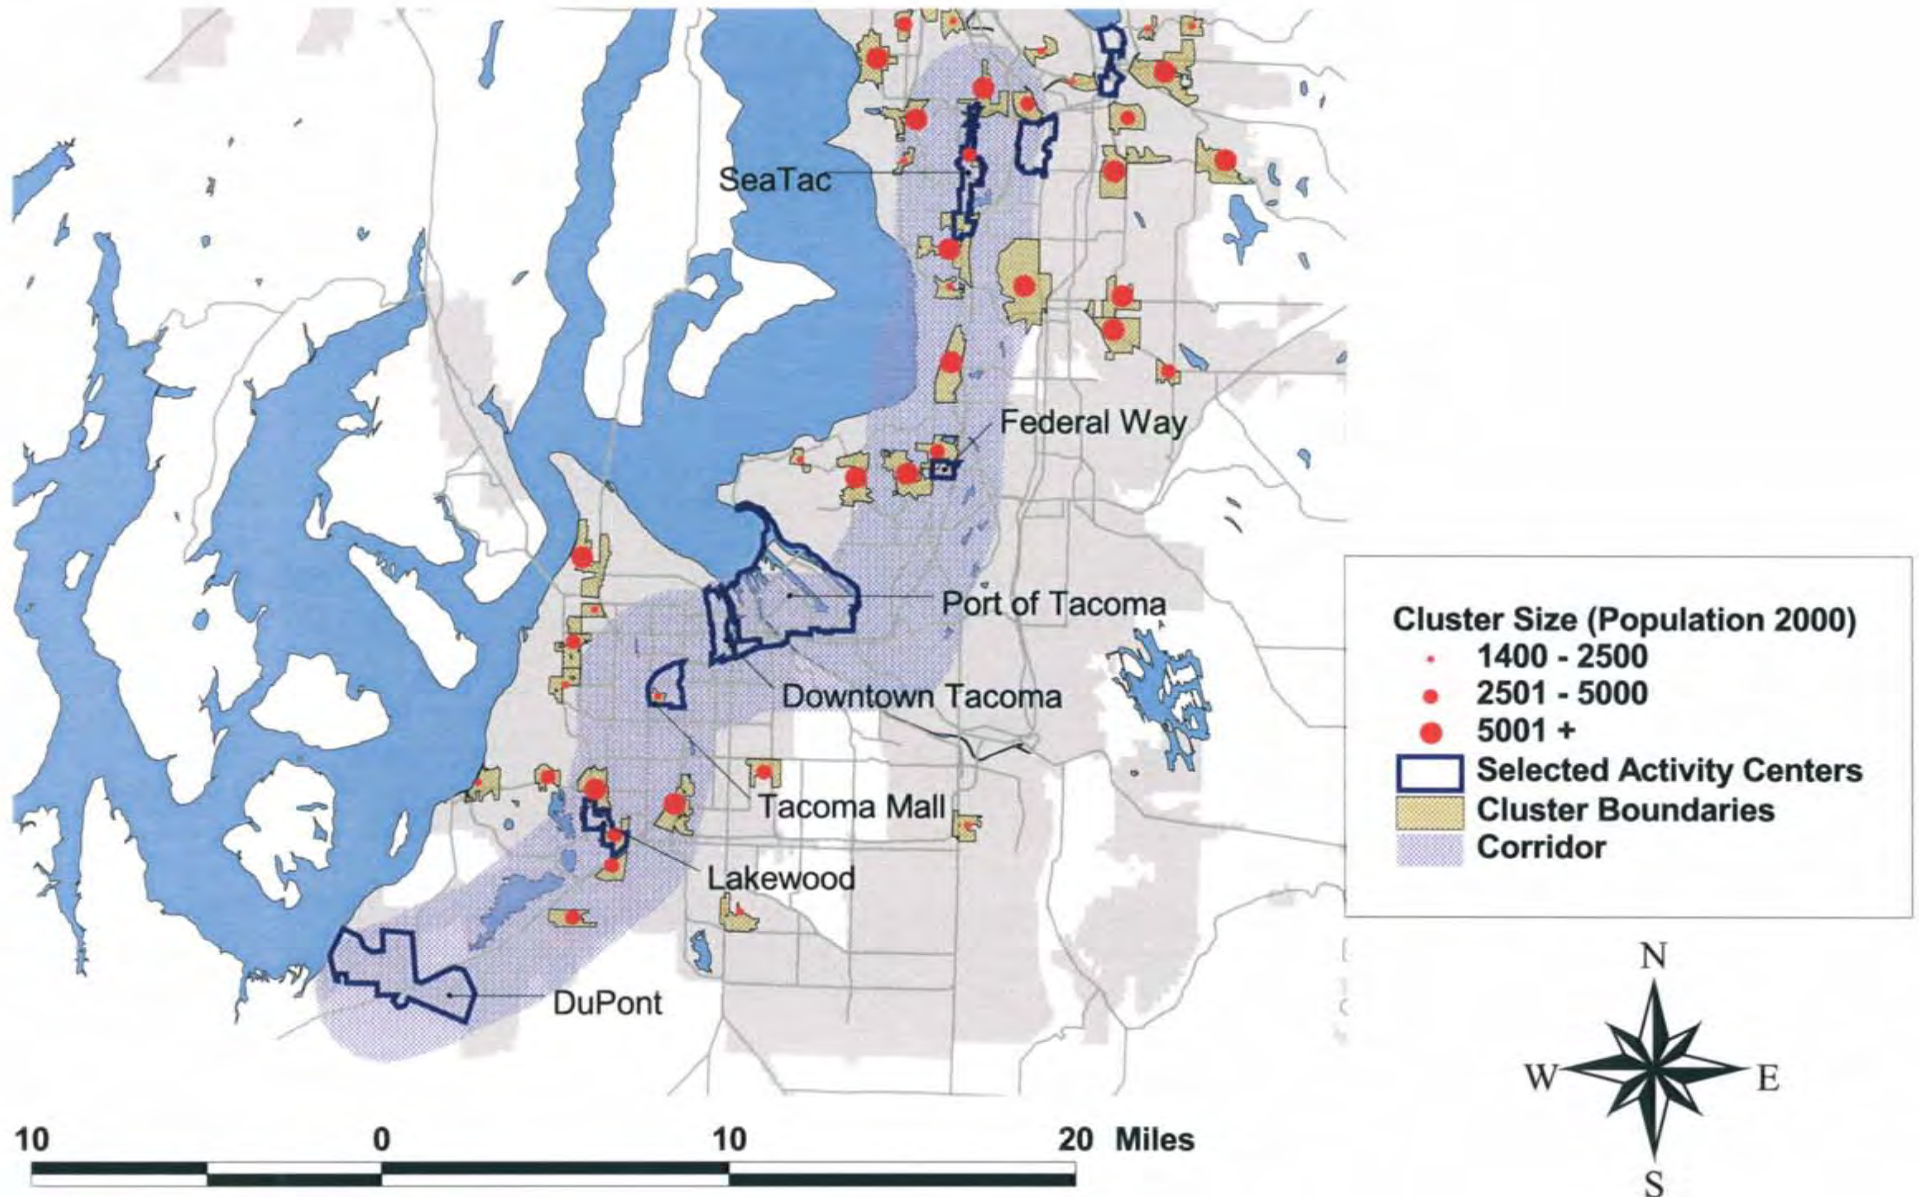 SeaTac
Federal Way
Port of Tacoma
Downtown Tacoma
Tacoma Mall
Lakewood
DuPont
Cluster Size (Population 2000)
1400 - 2500
2501 - 5000
5001 +
Selected Activity Centers
Cluster Boundaries
Corridor
N
W
E
S
10 0 10 20 Miles